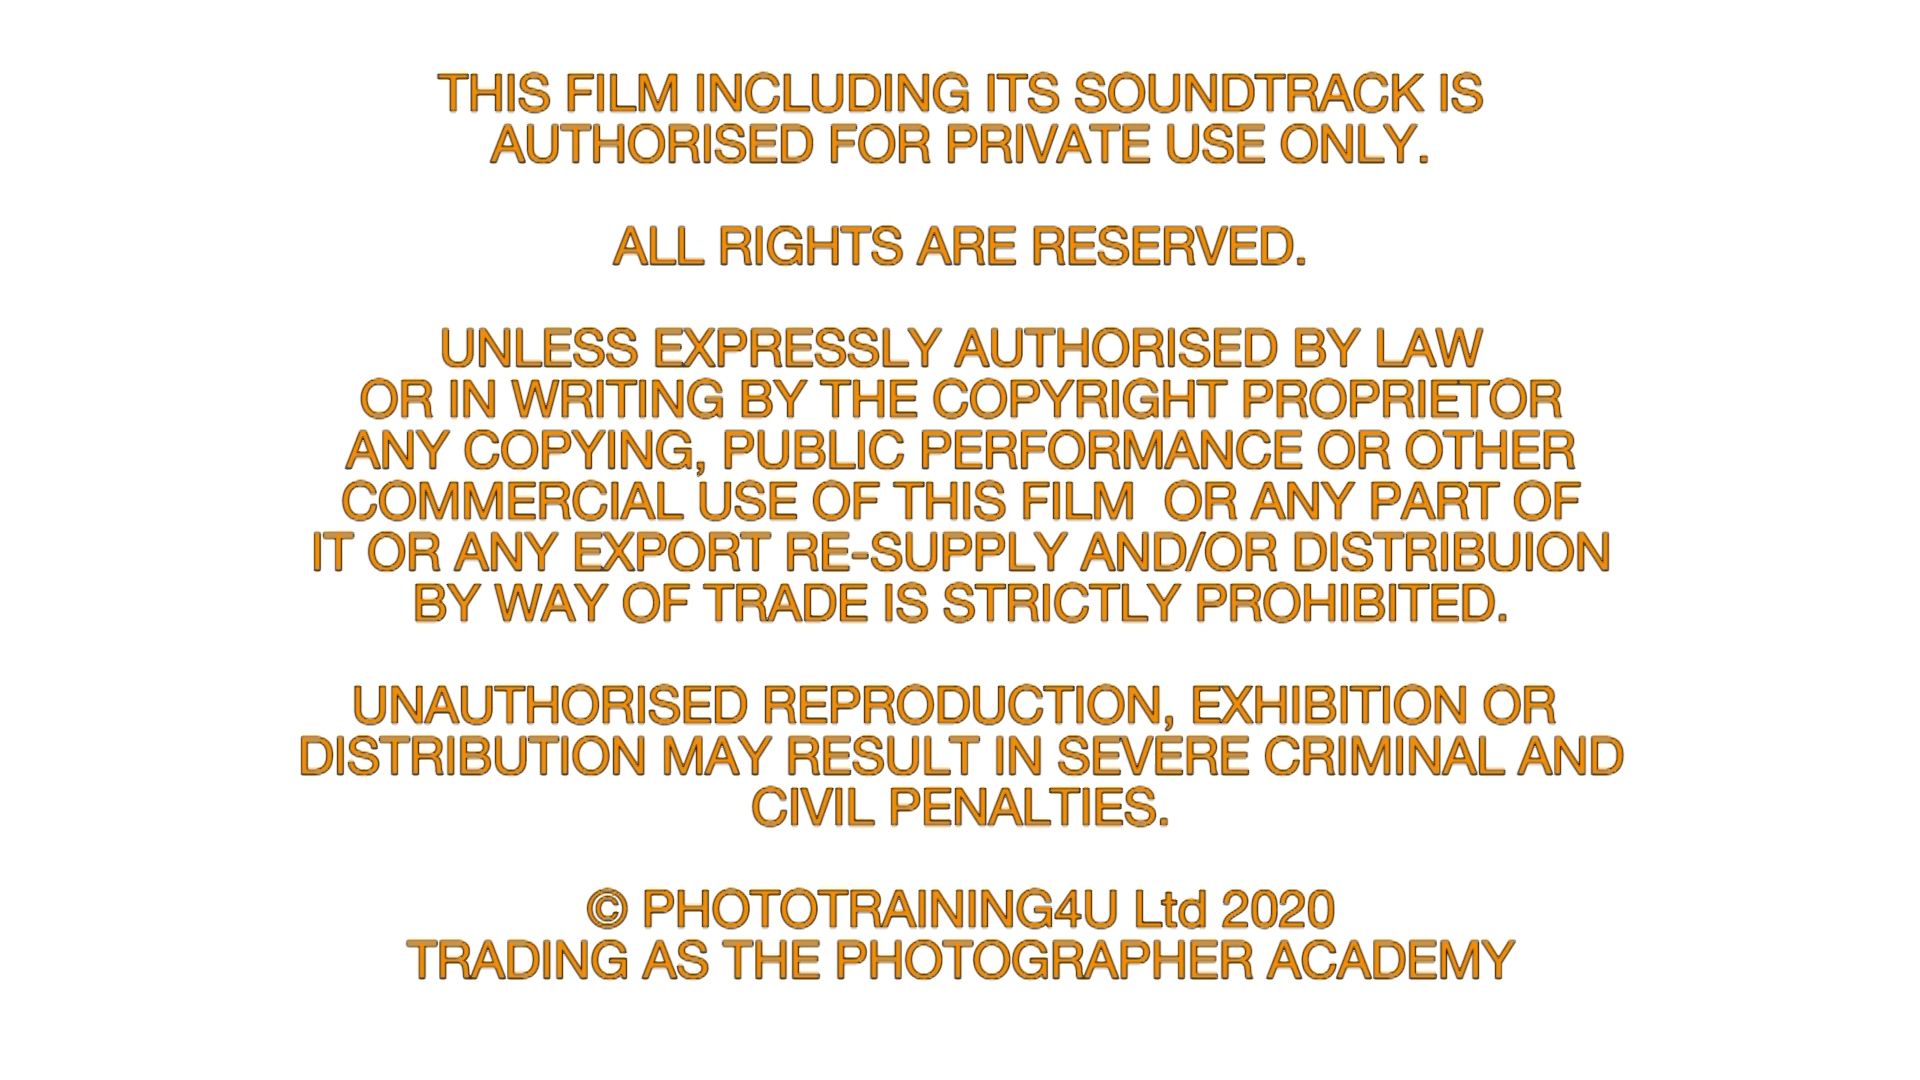 THIS FILM INCLUDING ITS SOUNDTRACK IS
AUTHORISED FOR PRIVATE USE ONLY.
ALL RIGHTS ARE RESERVED.
UNLESS EXPRESSLY AUTHORISED BY LAW
OR IN WRITING BY THE COPYRIGHT PROPRIETOR
ANY COPYING, PUBLIC PERFORMANCE OR OTHER
COMMERCIAL USE OF THIS FILM  OR ANY PART OF
IT OR ANY EXPORT RE-SUPPLY AND/OR DISTRIBUION
BY WAY OF TRADE IS STRICTLY PROHIBITED.
UNAUTHORISED REPRODUCTION, EXHIBITION OR
DISTRIBUTION MAY RESULT IN SEVERE CRIMINAL AND
CIVIL PENALTIES.
© PHOTOTRAINING4U Ltd 2020
TRADING AS THE PHOTOGRAPHER ACADEMY